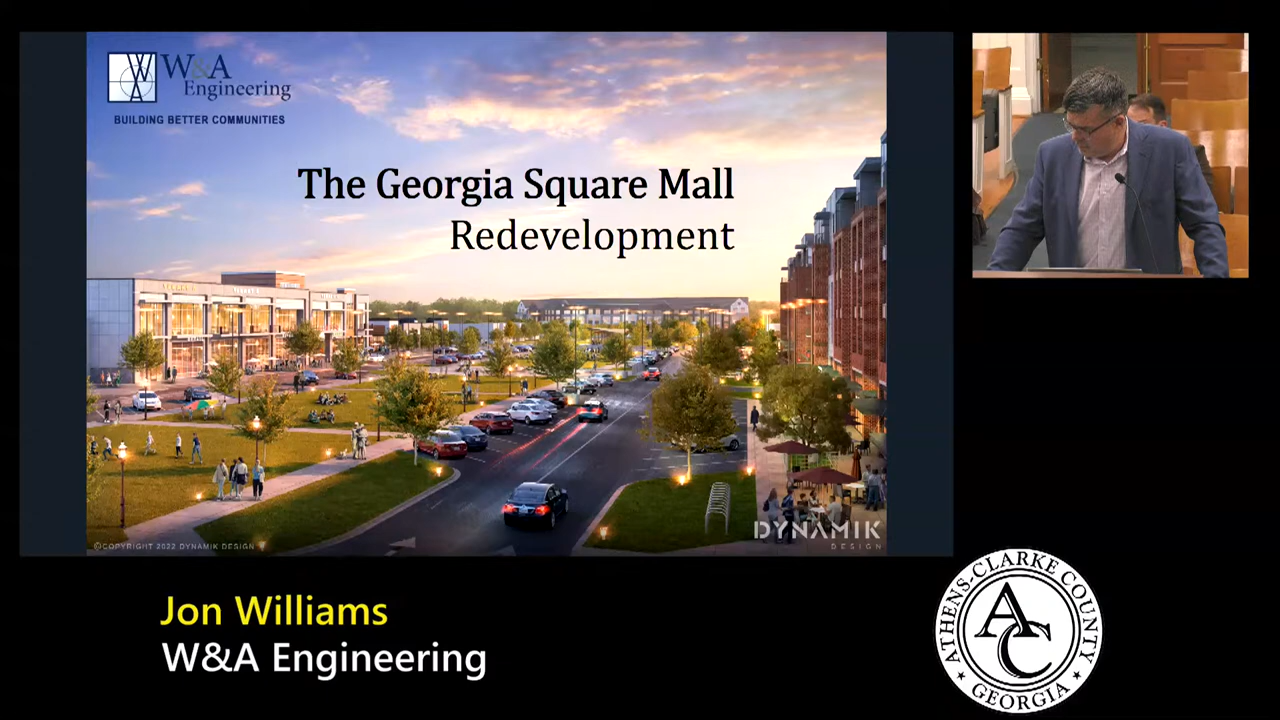 W&A
Engineering
BUILDING BETTER COMMUNITIES
The Georgia Square Mall
Redevelopment
©COPYRIGHT 2022 DYNAMIK DESIGN
DYNAMIK
DESIGN
Jon Williams
W&A Engineering
ATHENS-CLARKE COUNTY
AC
GEORGIA